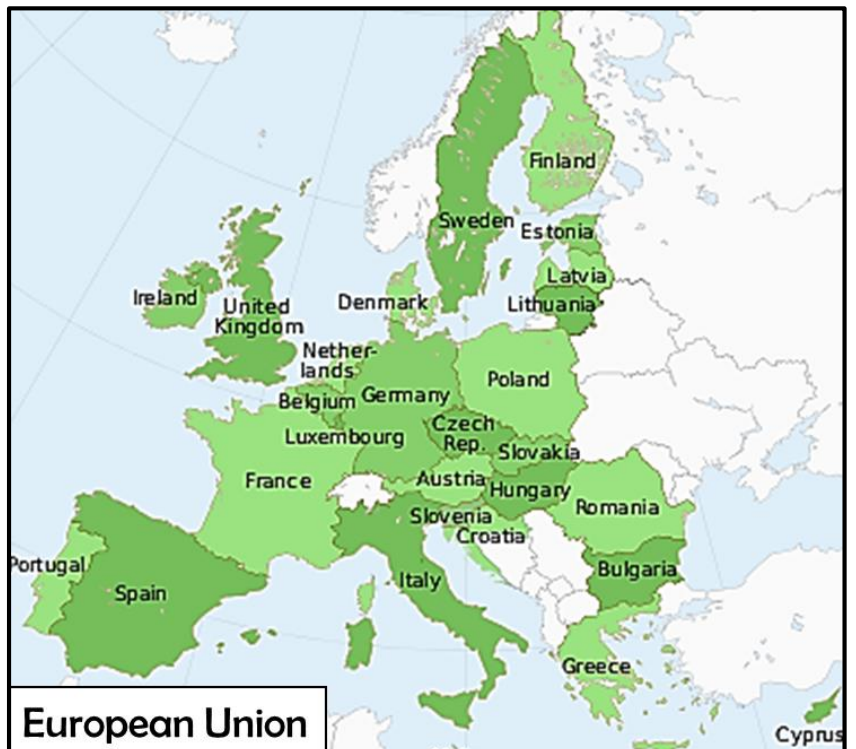 Finland
Sweden
Estonia
Latvia
Lithuania
Denmark
Ireland
United
Kingdom
Nether-
lands
Belgium
Germany
Poland
Luxembourg
Czech
Rep.
Slovakia
France
Austria
Hungary
Romania
Slovenia
Croatia
Portugal
Spain
Italy
Bulgaria
Greece
European Union
Cyprus